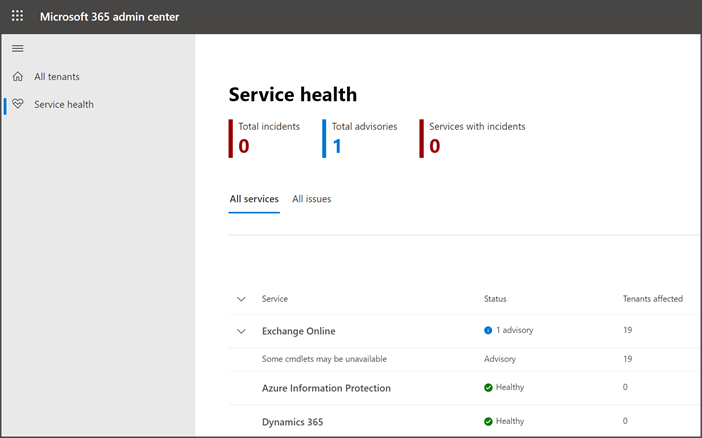 Microsoft 365 admin center
All tenants
Service health
Service health
Total incidents
0
Total advisories
1
Services with incidents
0
All services All issues
Service Status Tenants affected
Exchange Online 1 advisory 19
Some cmdlets may be unavailable Advisory 19
Azure Information Protection Healthy 0
Dynamics 365 Healthy 0